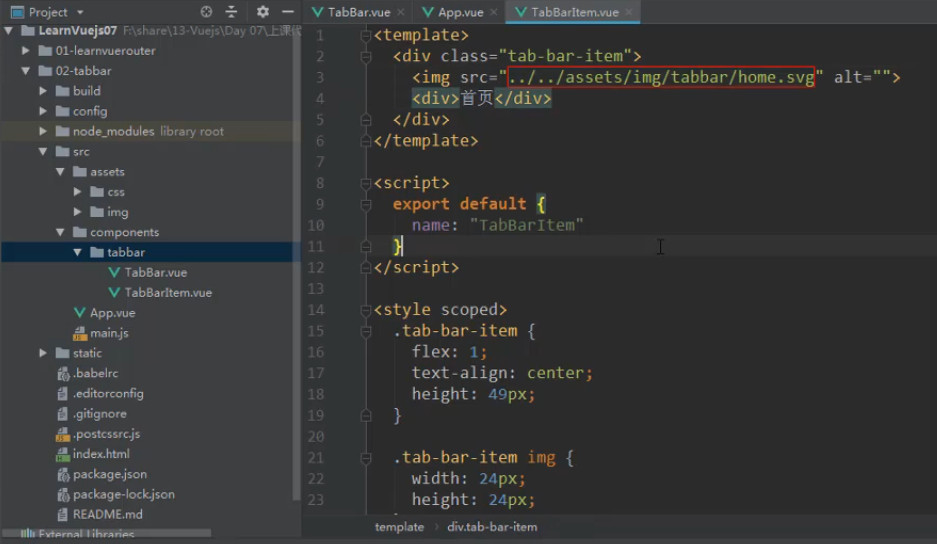 Project
LearnVuejs07 F:\share\13-Vuejs\Day 07\上课代
01-learnvuerouter
02-tabbar
build
config
node_modules library root
src
assets
css
img
components
tabbar
TabBar.vue
TabBarItem.vue
App.vue
main.js
static
.babelrc
.editorconfig
.gitignore
.postcssrc.js
index.html
package.json
package-lock.json
README.md
External Libraries
TabBar.vue App.vue TabBarItem.vue
1 <template>
2 <div class="tab-bar-item">
3 <img src="../../assets/img/tabbar/home.svg" alt="">
4 <div>首页</div>
5 </div>
6 </template>
7
8 <script>
9 export default {
10 name: "TabBarItem"
11 }
12 </script>
13
14 <style scoped>
15 .tab-bar-item {
16 flex: 1;
17 text-align: center;
18 height: 49px;
19 }
20
21 .tab-bar-item img {
22 width: 24px;
23 height: 24px;
template › div.tab-bar-item